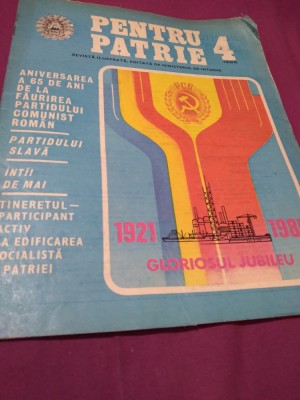 PENTRU
PATRIE 4
REVISTĂ ILUSTRATĂ, EDITATĂ DE MINISTERUL DE INTERNE
ANIVERSAREA
A 65 DE ANI
DE LA
FĂURIREA
PARTIDULUI
COMUNIST
ROMÂN
PARTIDULUI
SLAVĂ
INTÎI
DE MAI
TINERETUL—
PARTICIPANT
ACTIV
LA EDIFICAREA
SOCIALISTĂ
A PATRIEI
PCR
1921
GLORIOSUL JUBILEU